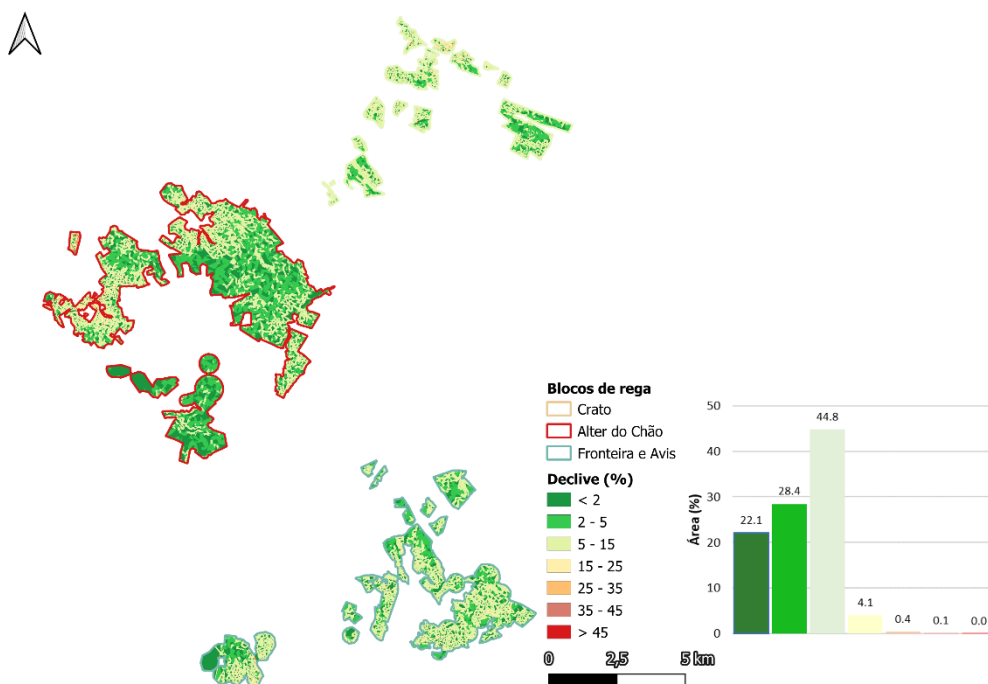 Blocos de rega
Crato
Alter do Chão
Fronteira e Avis
Declive (%)
< 2
2 - 5
5 - 15
15 - 25
25 - 35
35 - 45
> 45
0 2,5 5 km
Área (%)
50
40
30
20
10
0
22.1
28.4
44.8
4.1
0.4
0.1
0.0